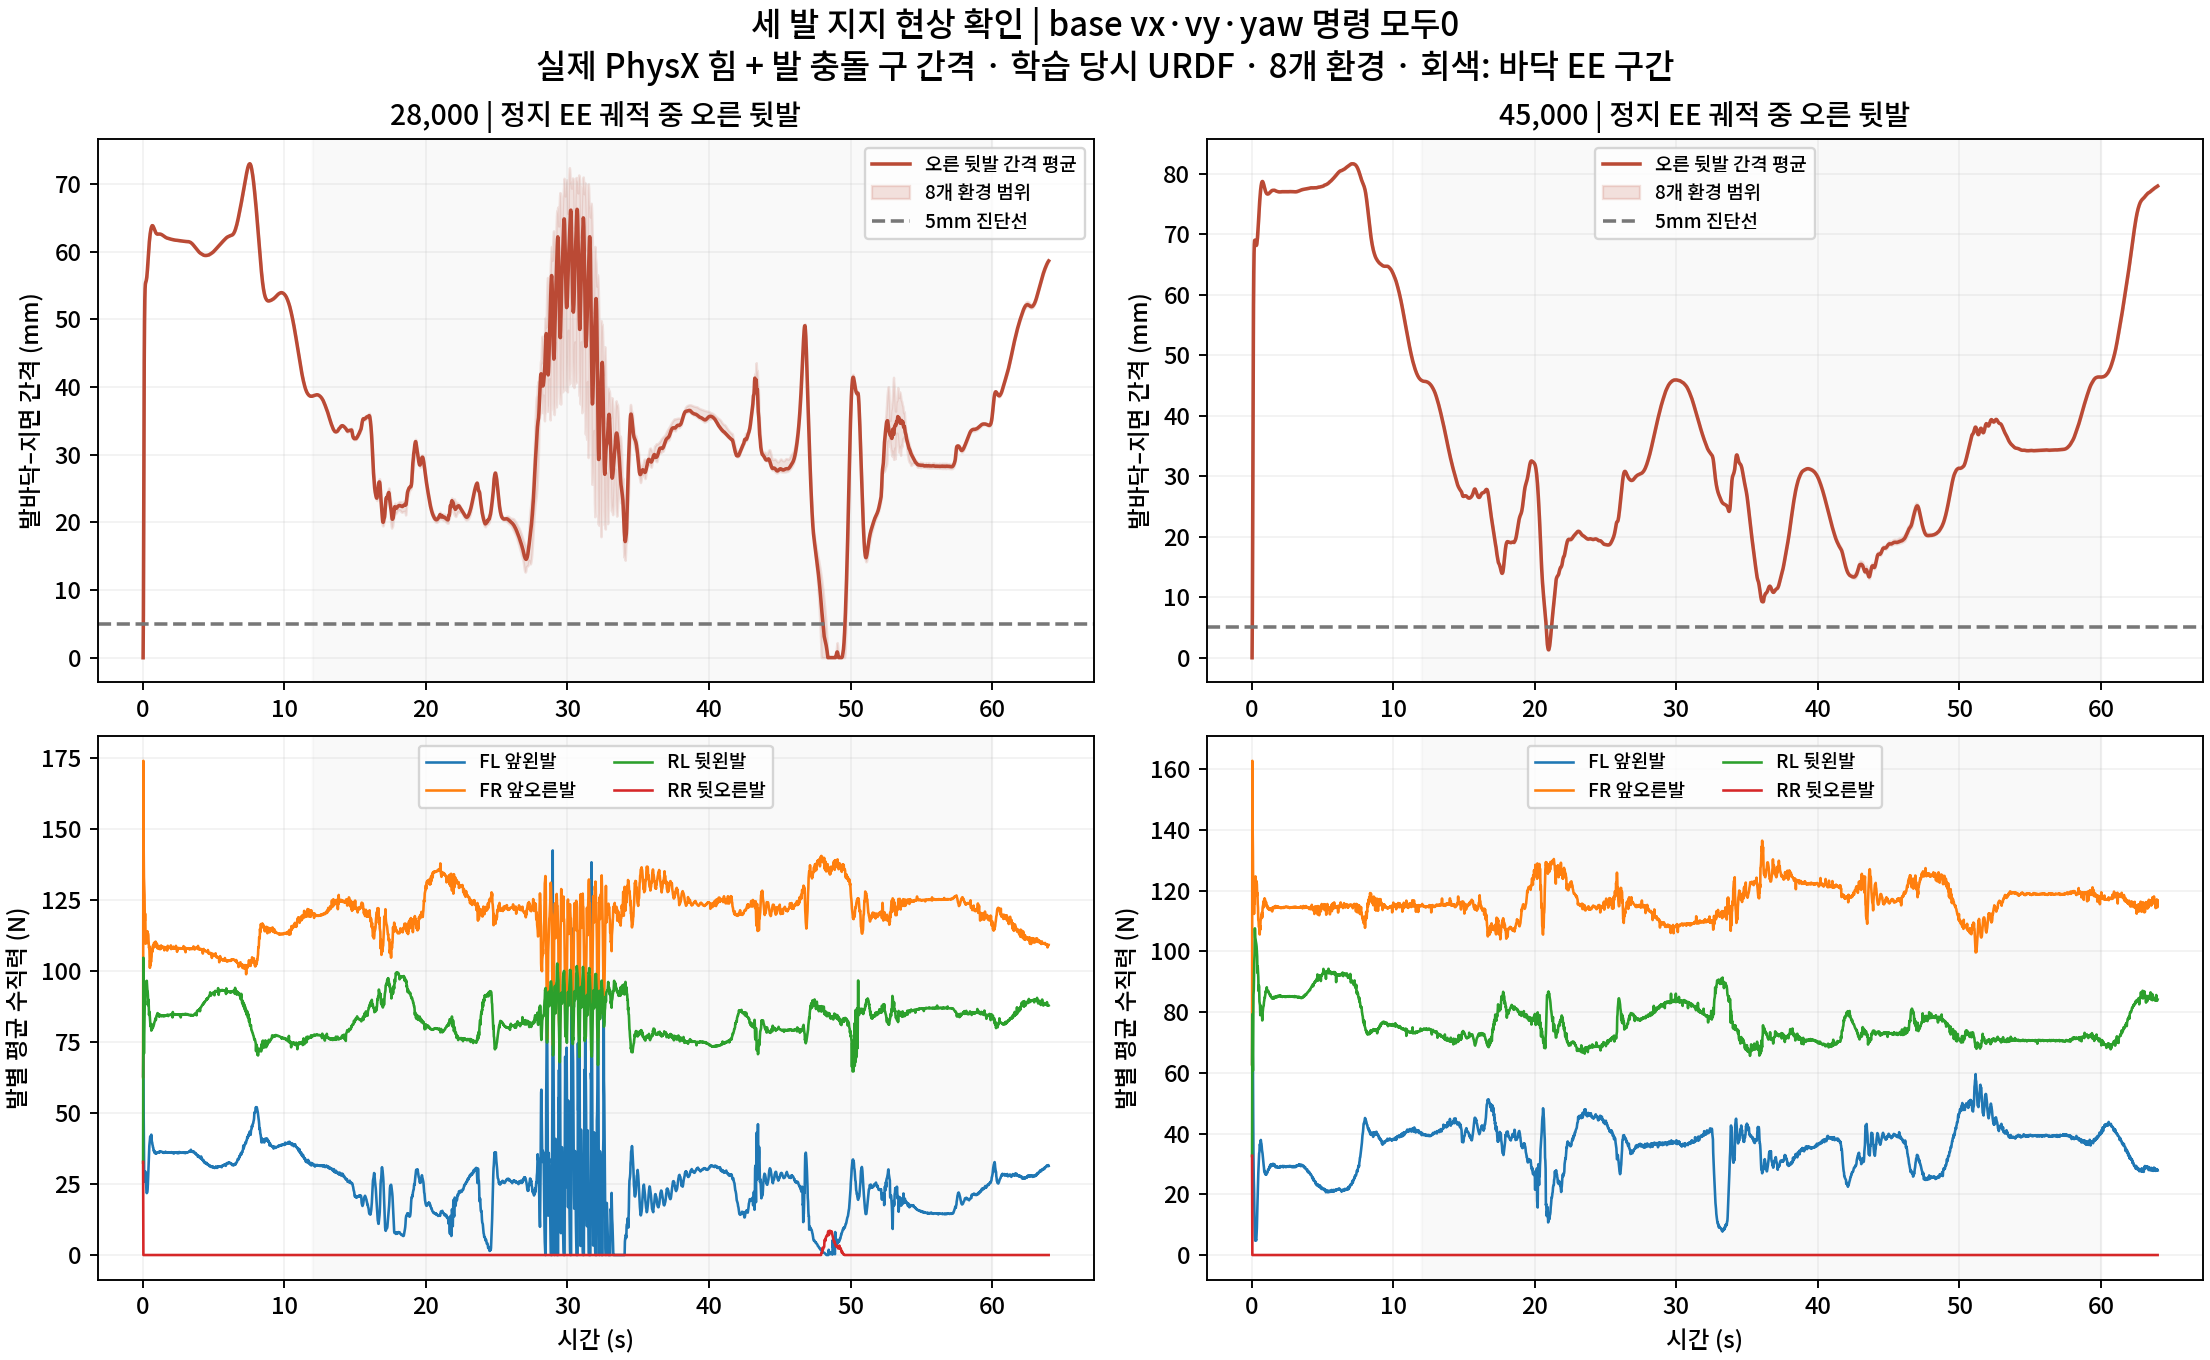 세 발 지지 현상 확인 | base vx·vy·yaw 명령 모두0
실제 PhysX 힘 + 발 충돌 구 간격 · 학습 당시 URDF · 8개 환경 · 회색: 바닥 EE 구간
28,000 | 정지 EE 궤적 중 오른 뒷발
발바닥–지면 간격 (mm)
70
60
50
40
30
20
10
0
오른 뒷발 간격 평균
8개 환경 범위
5mm 진단선
0 10 20 30 40 50 60
45,000 | 정지 EE 궤적 중 오른 뒷발
발바닥–지면 간격 (mm)
80
70
60
50
40
30
20
10
0
오른 뒷발 간격 평균
8개 환경 범위
5mm 진단선
0 10 20 30 40 50 60
발별 평균 수직력 (N)
175
150
125
100
75
50
25
0
FL 앞왼발 RL 뒷왼발
FR 앞오른발 RR 뒷오른발
0 10 20 30 40 50 60
시간 (s)
발별 평균 수직력 (N)
160
140
120
100
80
60
40
20
0
FL 앞왼발 RL 뒷왼발
FR 앞오른발 RR 뒷오른발
0 10 20 30 40 50 60
시간 (s)